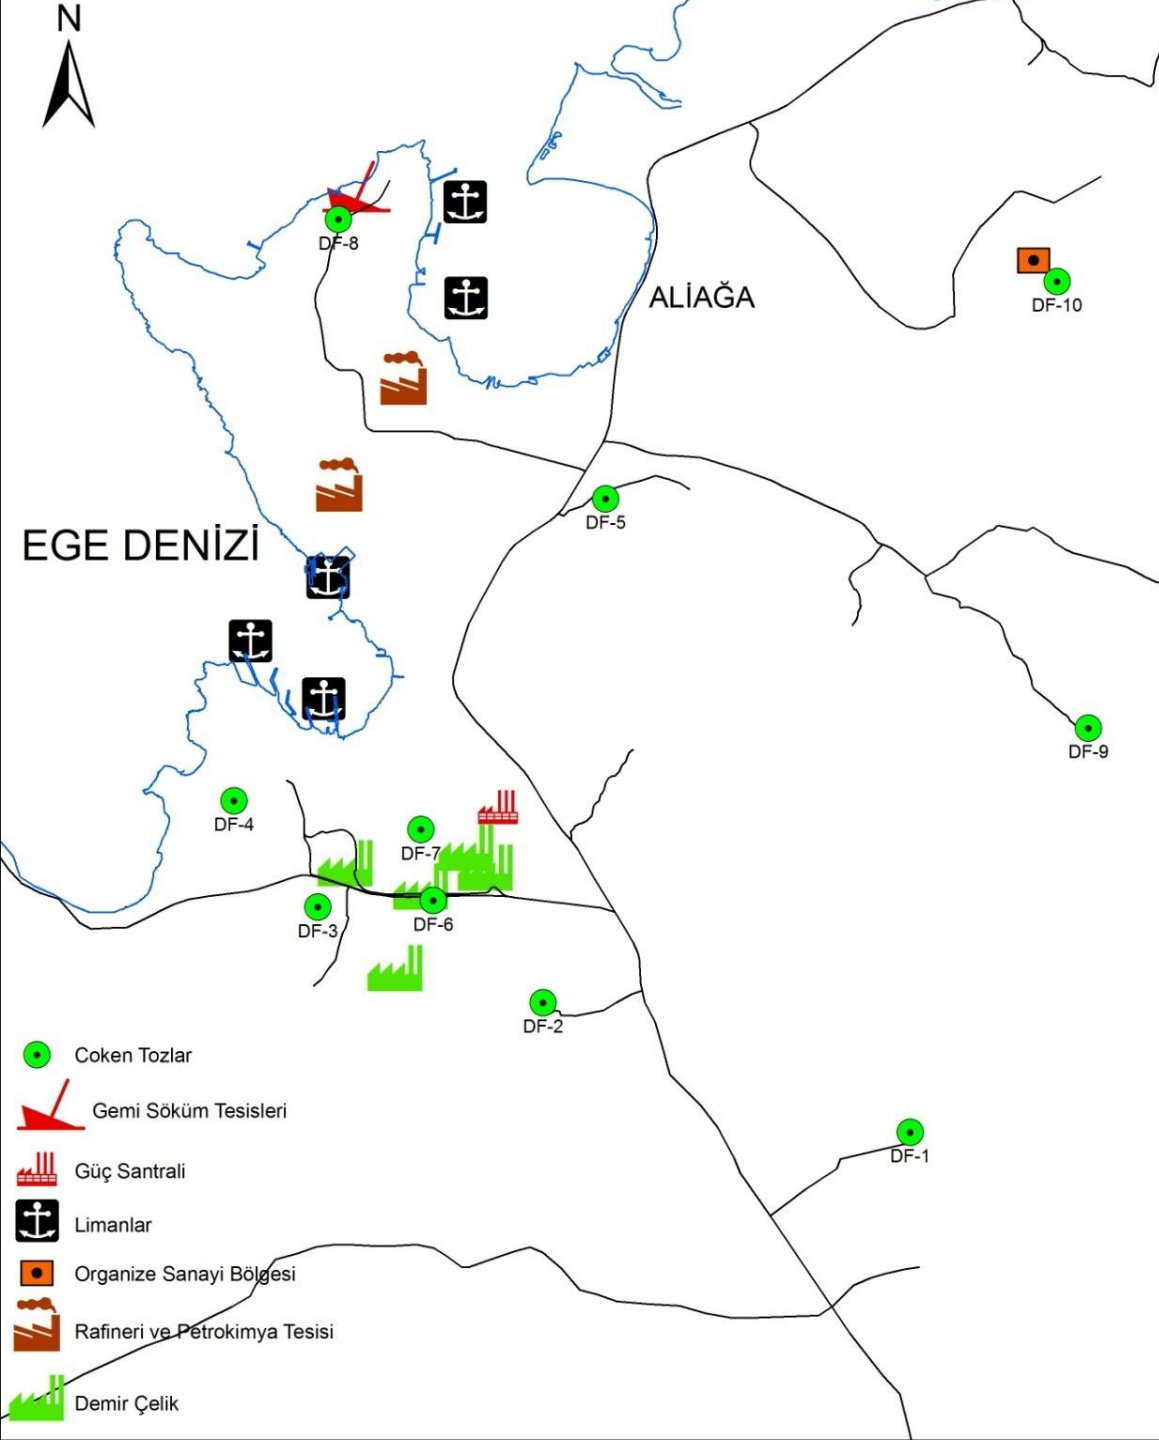 N
DF-8
ALİAĞA
DF-10
DF-5
EGE DENİZİ
DF-9
DF-4
DF-7
DF-6
DF-3
DF-2
Coken Tozlar
Gemi Söküm Tesisleri
DF-1
Güç Santrali
Limanlar
Organize Sanayi Bölgesi
Rafineri ve Petrokimya Tesisi
Demir Çelik